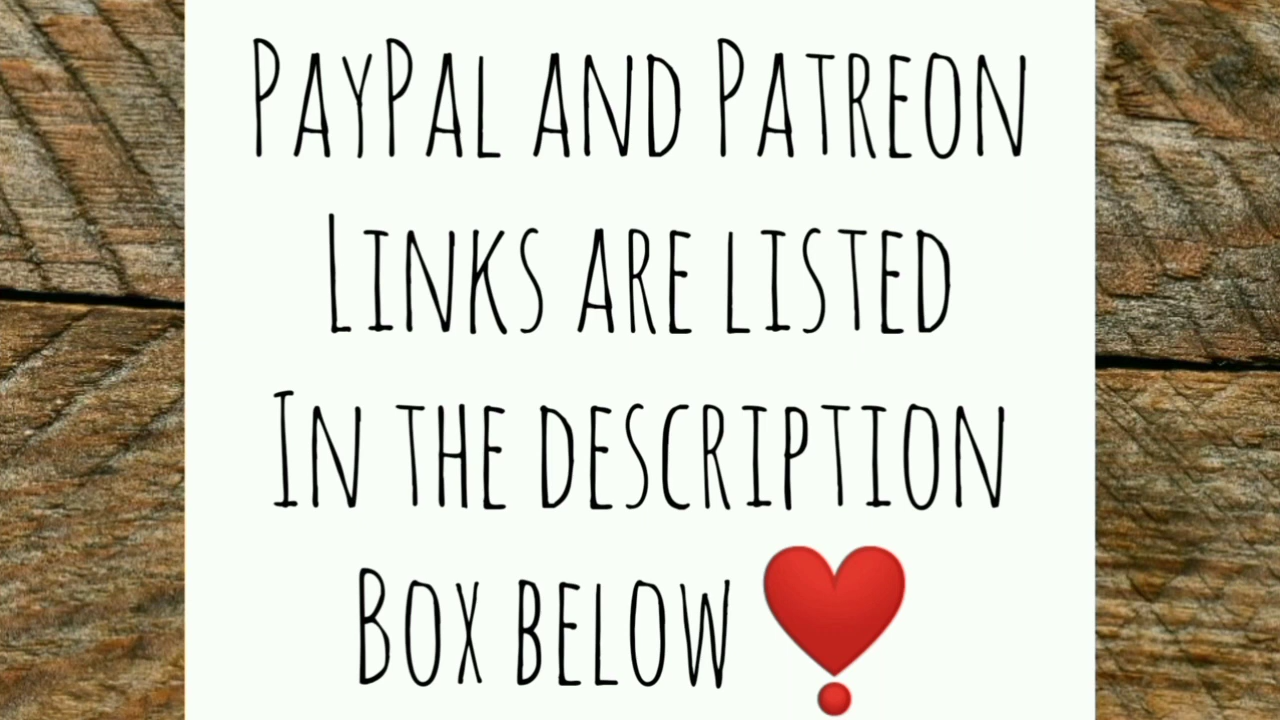 PayPal and Patreon
Links are listed
In the description
Box below ❣